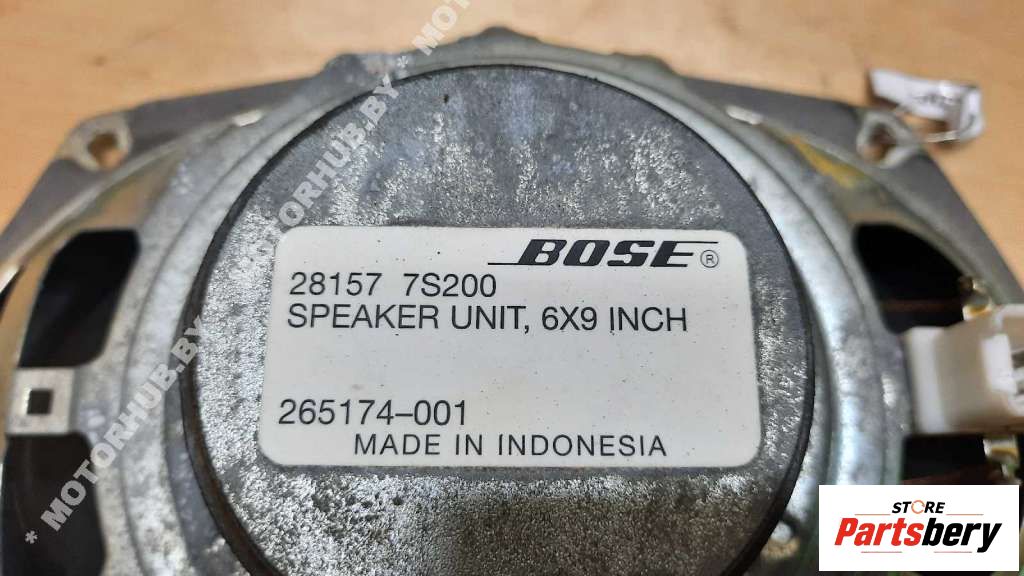 BOSE®
28157 7S200
SPEAKER UNIT, 6X9 INCH
265174-001
MADE IN INDONESIA
* MOTORHUB.BY * MOTORHUB.BY * MOTORHUB.BY * MO
STORE
Partsbery